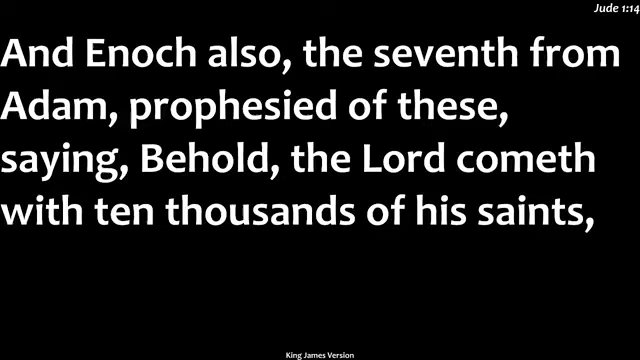 Jude 1:14
And Enoch also, the seventh from
Adam, prophesied of these,
saying, Behold, the Lord cometh
with ten thousands of his saints,
King James Version